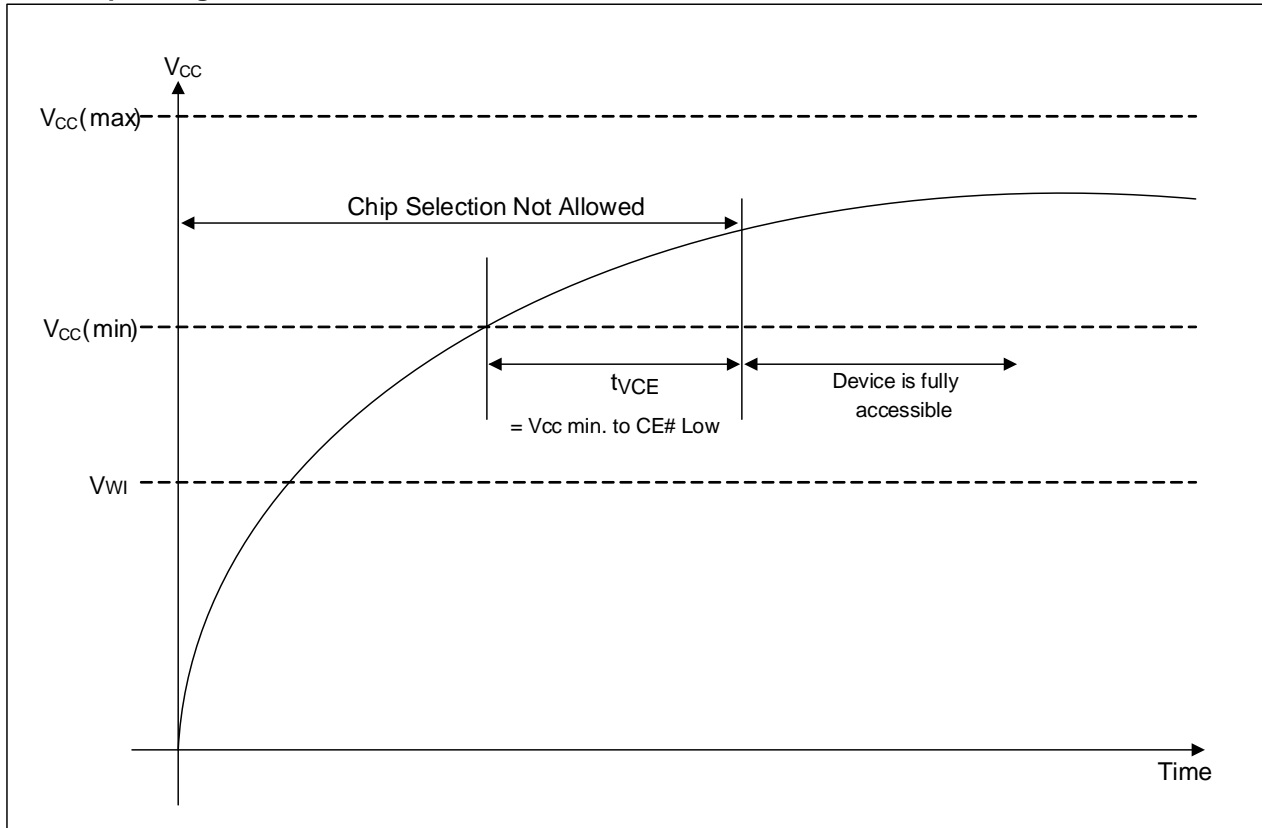 VCC
VCC(max)
Chip Selection Not Allowed
VCC(min)
tVCE
= Vcc min. to CE# Low
Device is fully
accessible
VWI
Time